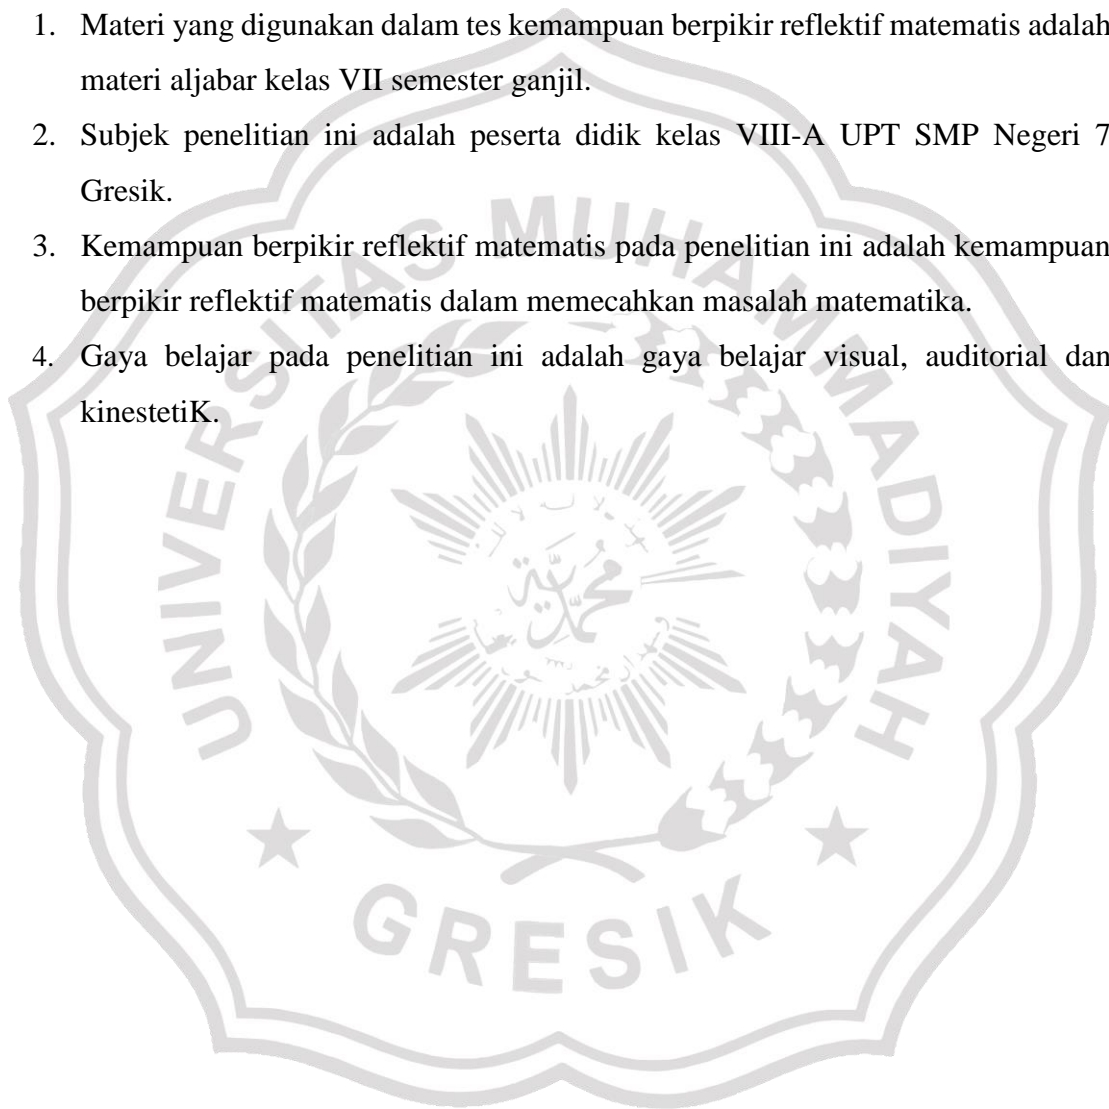 1. Materi yang digunakan dalam tes kemampuan berpikir reflektif matematis adalah
materi aljabar kelas VII semester ganjil.
2. Subjek penelitian ini adalah peserta didik kelas VIII-A UPT SMP Negeri 7
Gresik.
3. Kemampuan berpikir reflektif matematis pada penelitian ini adalah kemampuan
berpikir reflektif matematis dalam memecahkan masalah matematika.
4. Gaya belajar pada penelitian ini adalah gaya belajar visual, auditorial dan
kinestetiK.
UNIVERSITAS MUHAMMADIYAH
محمدية
GRESIK